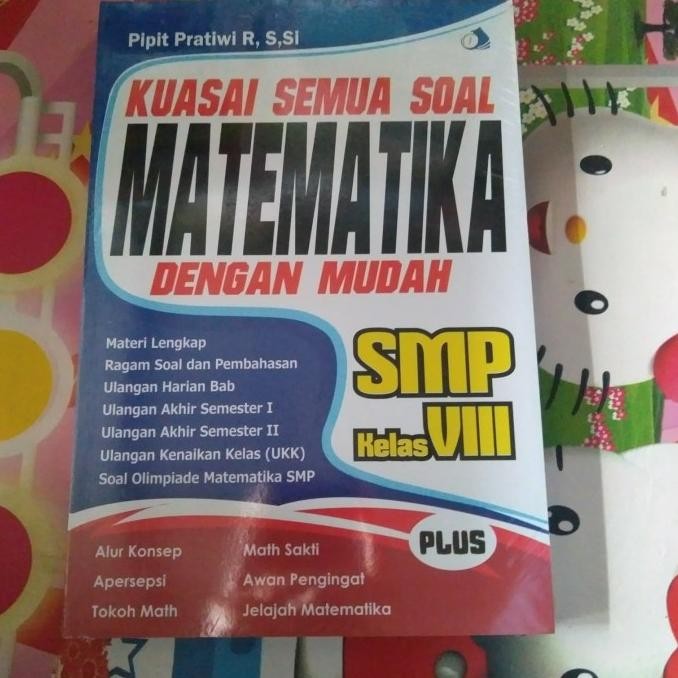 Pipit Pratiwi R, S,Si
KUASAI SEMUA SOAL
MATEMATIKA
DENGAN MUDAH
Materi Lengkap
Ragam Soal dan Pembahasan
Ulangan Harian Bab
Ulangan Akhir Semester I
Ulangan Akhir Semester II
Ulangan Kenaikan Kelas (UKK)
Soal Olimpiade Matematika SMP
SMP
Kelas VIII
PLUS
Alur Konsep
Apersepsi
Tokoh Math
Math Sakti
Awan Pengingat
Jelajah Matematika